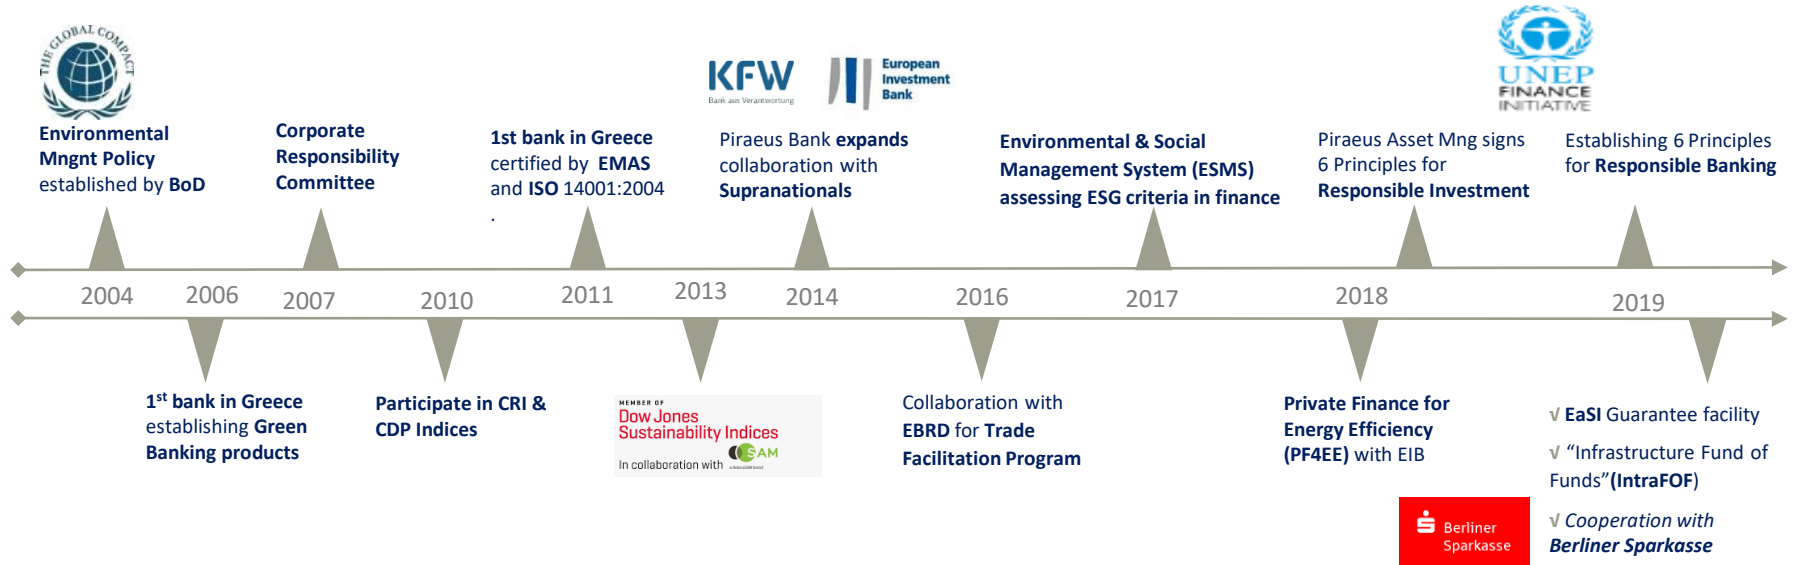 THE GLOBAL COMPACT
Environmental
Mngnt Policy
established by BoD
Corporate
Responsibility
Committee
1st bank in Greece
certified by EMAS
and ISO 14001:2004
.
KFW
Bank aus Verantwortung
European
Investment
Bank
Piraeus Bank expands
collaboration with
Supranationals
Environmental & Social
Management System (ESMS)
assessing ESG criteria in finance
Piraeus Asset Mng signs
6 Principles for
Responsible Investment
UNEP
FINANCE
INITIATIVE
Establishing 6 Principles
for Responsible Banking
2004
2006
2007
2010
2011
2013
2014
2016
2017
2018
2019
1st bank in Greece
establishing Green
Banking products
Participate in CRI &
CDP Indices
MEMBER OF
Dow Jones
Sustainability Indices
In collaboration with
SAM
Collaboration with
EBRD for Trade
Facilitation Program
Private Finance for
Energy Efficiency
(PF4EE) with EIB
Berliner
Sparkasse
√ EaSI Guarantee facility
√ “Infrastructure Fund of
Funds”(IntraFOF)
√ Cooperation with
Berliner Sparkasse